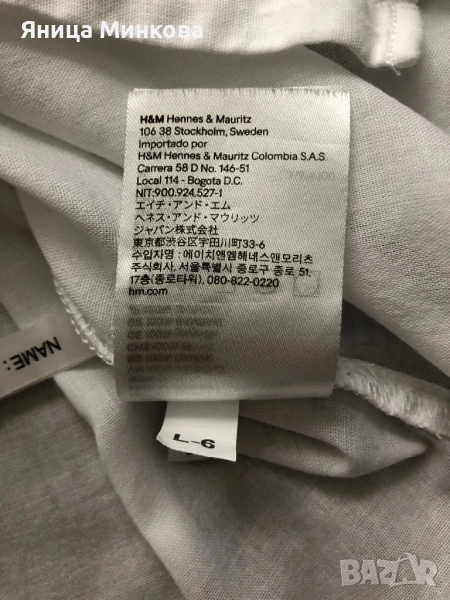 Яница Минкова
H&M Hennes & Mauritz
106 38 Stockholm, Sweden
importado por
H&M Hennes & Mauritz Colombia S.A.S.
Carrera 58 D No. 146-51
Local 114 - Bogota D.C.
NIT:900.924.527-1
エイチ・アンド・エム
ヘネス・アンド・マウリッツ
ジャパン株式会社
東京都渋谷区宇田川町33-6
수입자명 : 에이치앤엠헤네스앤모리츠
주식회사, 서울특별시 종로구 종로 51,
17층(종로타워), 080-822-0220
hm.com
NAME:
L-6
BAZAR